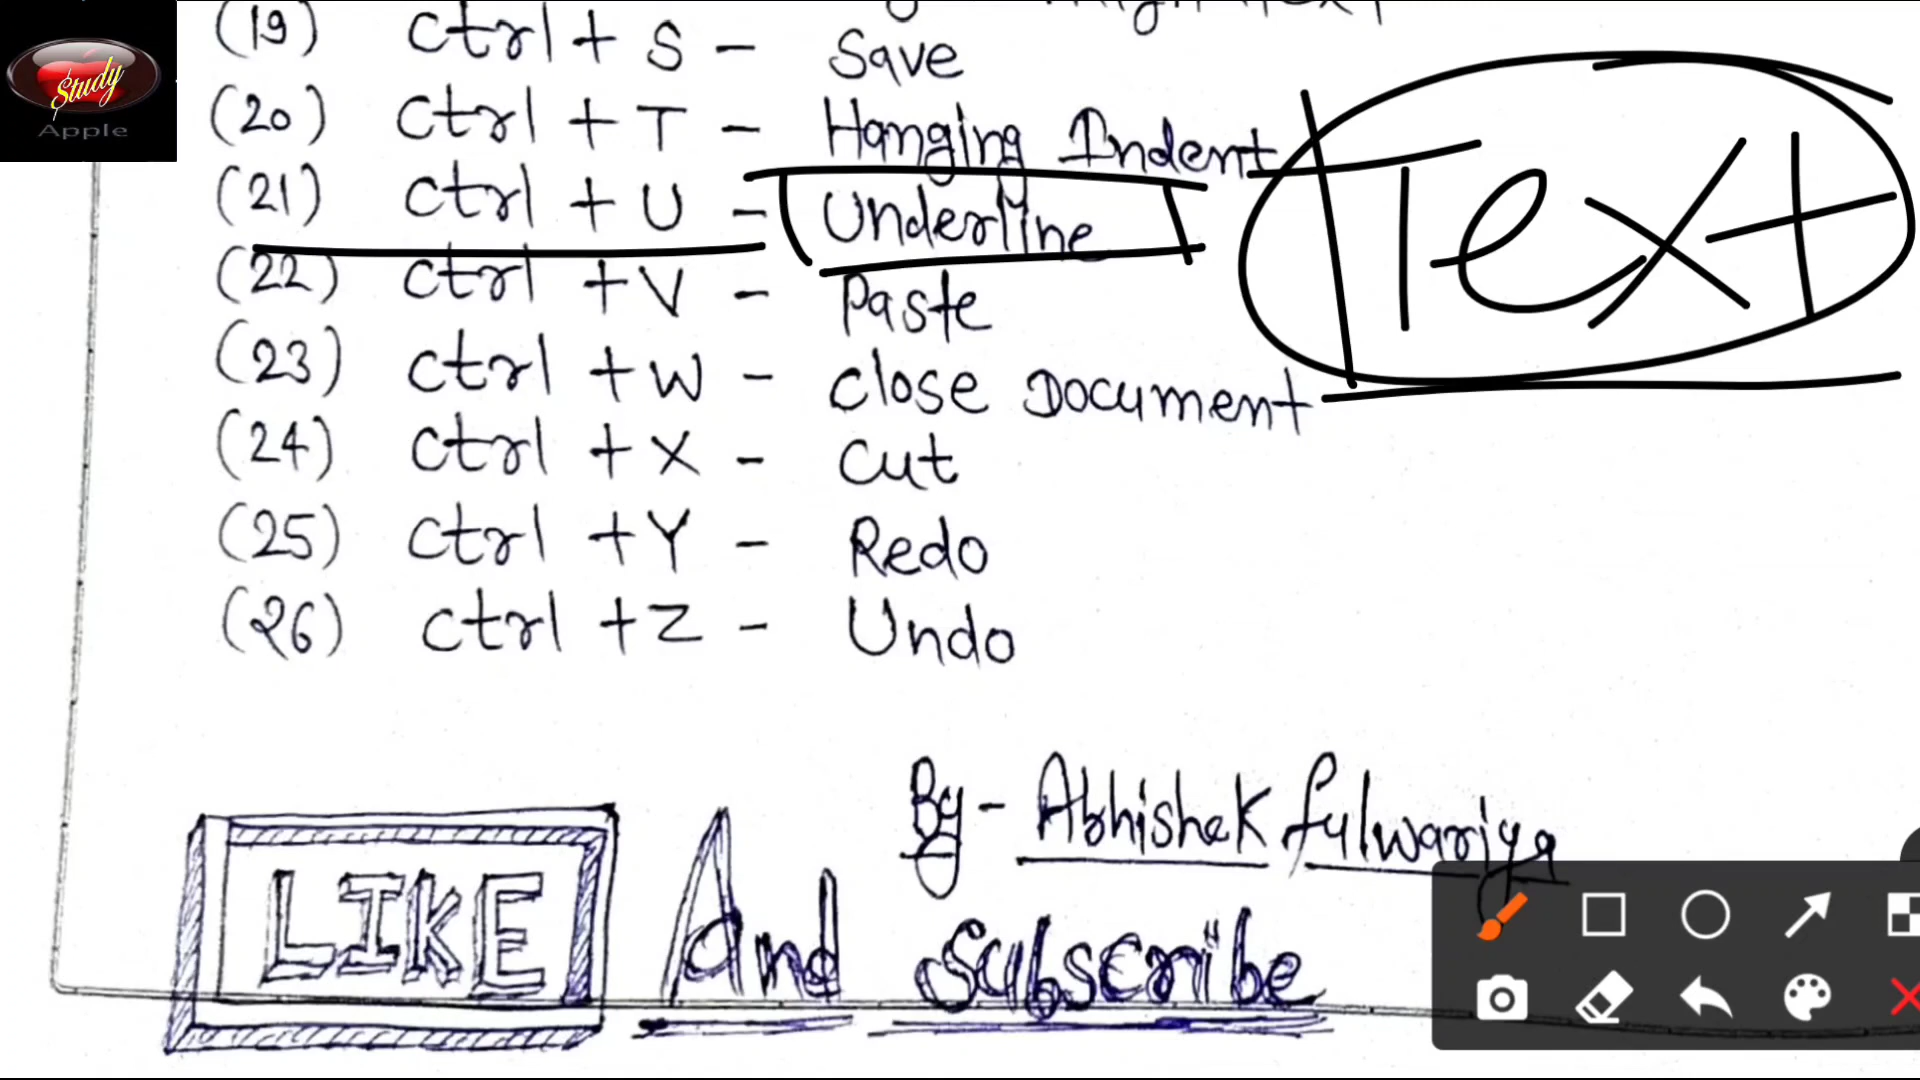 Study
Apple
(19) Ctrl + S - Save
(20) Ctrl + T - Hanging Indent
(21) Ctrl + U - Underline
Text
(22) Ctrl + V - Paste
(23) Ctrl + W - Close Document
(24) Ctrl + X - Cut
(25) Ctrl + Y - Redo
(26) Ctrl + Z - Undo
By - Abhishek fulwariya
LIKE And Subscribe